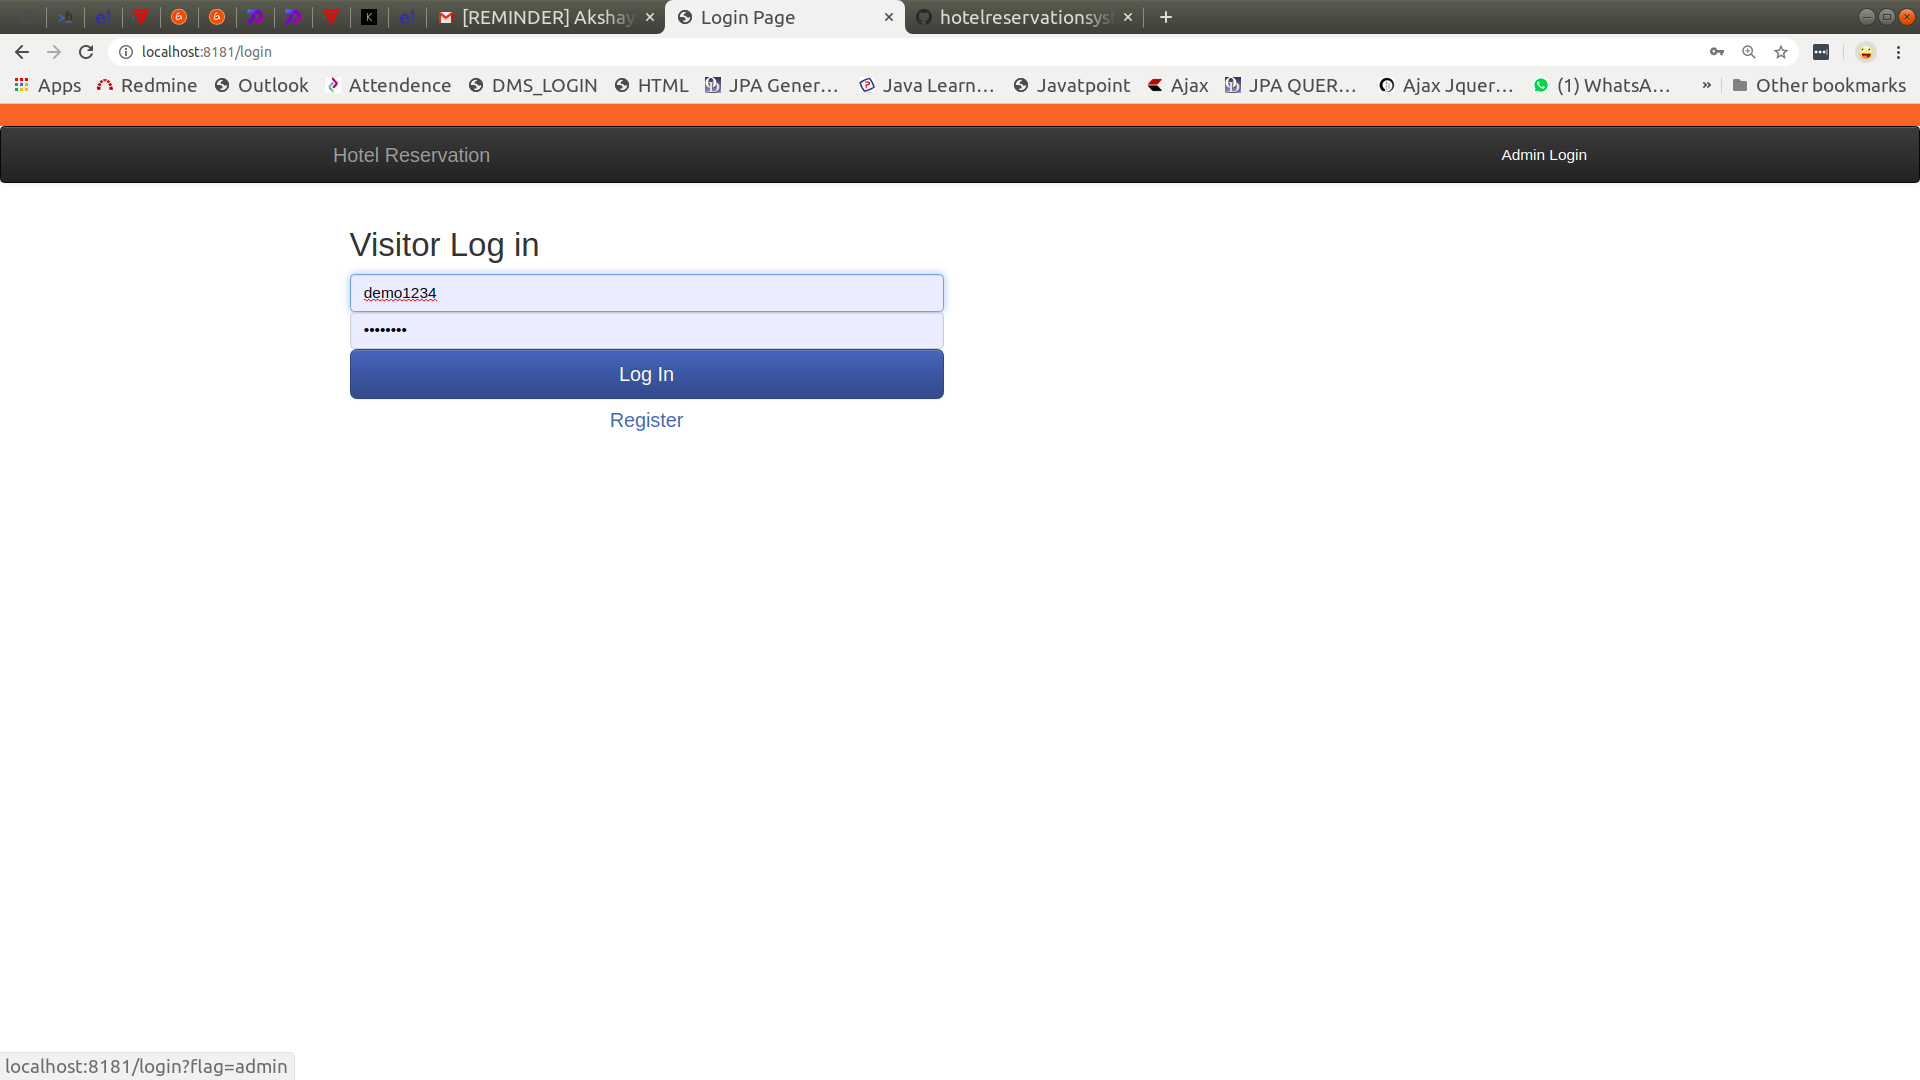 [REMINDER] Akshay
Login Page
hotelreservationsyst
localhost:8181/login
Apps
Redmine
Outlook
Attendence
DMS_LOGIN
HTML
JPA Gener...
Java Learn...
Javatpoint
Ajax
JPA QUER...
Ajax Jquer...
(1) WhatsA...
»
Other bookmarks
Hotel Reservation
Admin Login
Visitor Log in
demo1234
••••••••
Log In
Register
localhost:8181/login?flag=admin